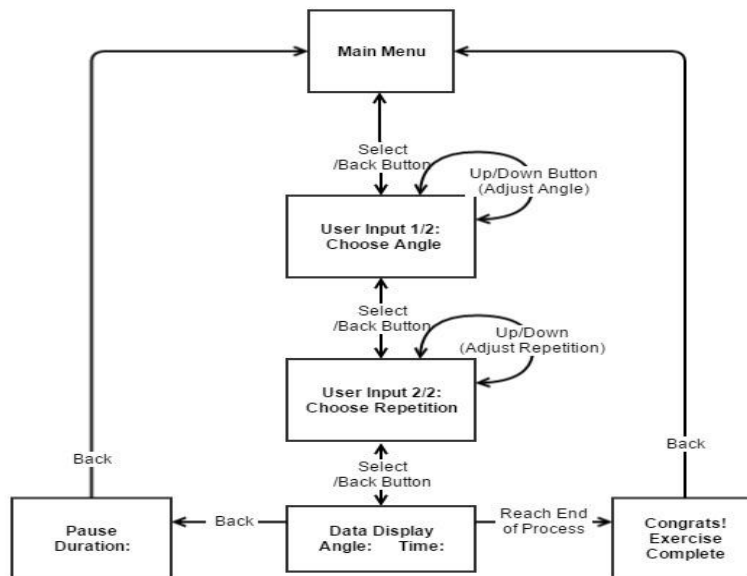 Main Menu
Select
/Back Button
Up/Down Button
(Adjust Angle)
User Input 1/2:
Choose Angle
Select
/Back Button
Up/Down
(Adjust Repetition)
User Input 2/2:
Choose Repetition
Back
Select
/Back Button
Back
Pause
Duration:
Back
Data Display
Angle: Time:
Reach End
of Process
Congrats!
Exercise
Complete